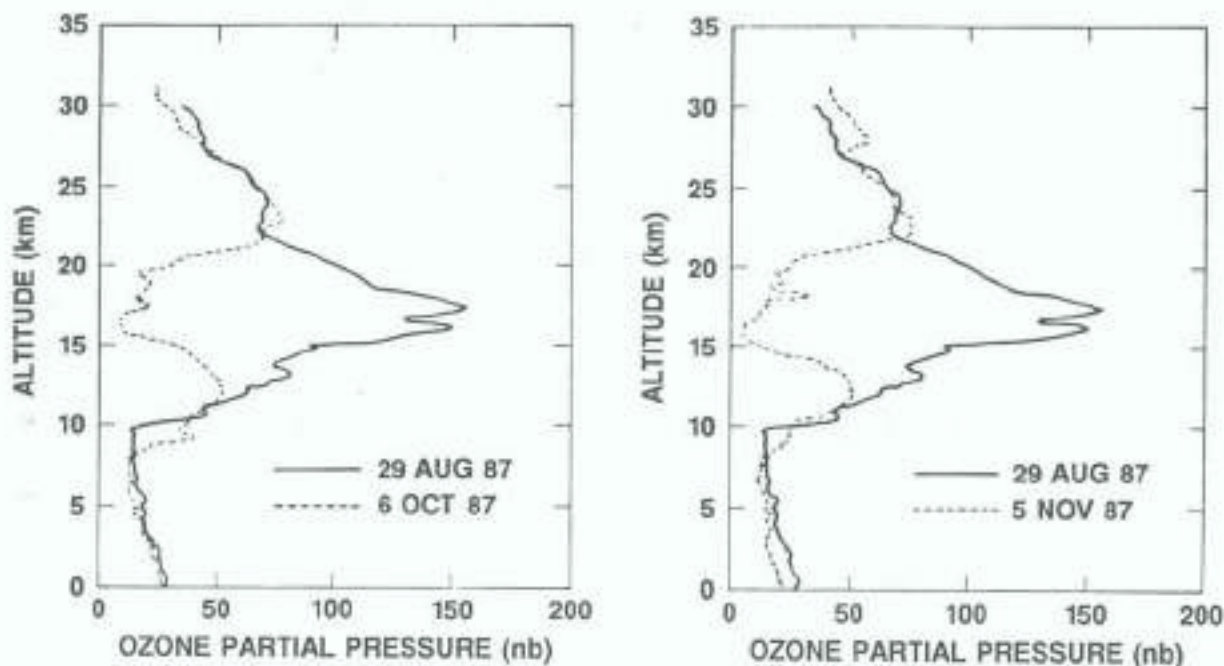 35
30
25
20
15
10
5
0
ALTITUDE (km)
29 AUG 87
6 OCT 87
0 50 100 150 200
OZONE PARTIAL PRESSURE (nb)
35
30
25
20
15
10
5
0
ALTITUDE (km)
29 AUG 87
5 NOV 87
0 50 100 150 200
OZONE PARTIAL PRESSURE (nb)